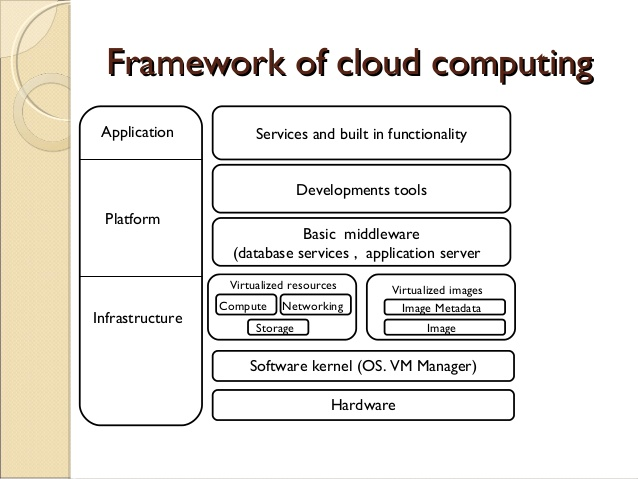 Framework of cloud computing
Application
Services and built in functionality
Platform
Developments tools
Basic middleware
(database services , application server
Infrastructure
Virtualized resources
Compute
Networking
Storage
Virtualized images
Image Metadata
Image
Software kernel (OS. VM Manager)
Hardware